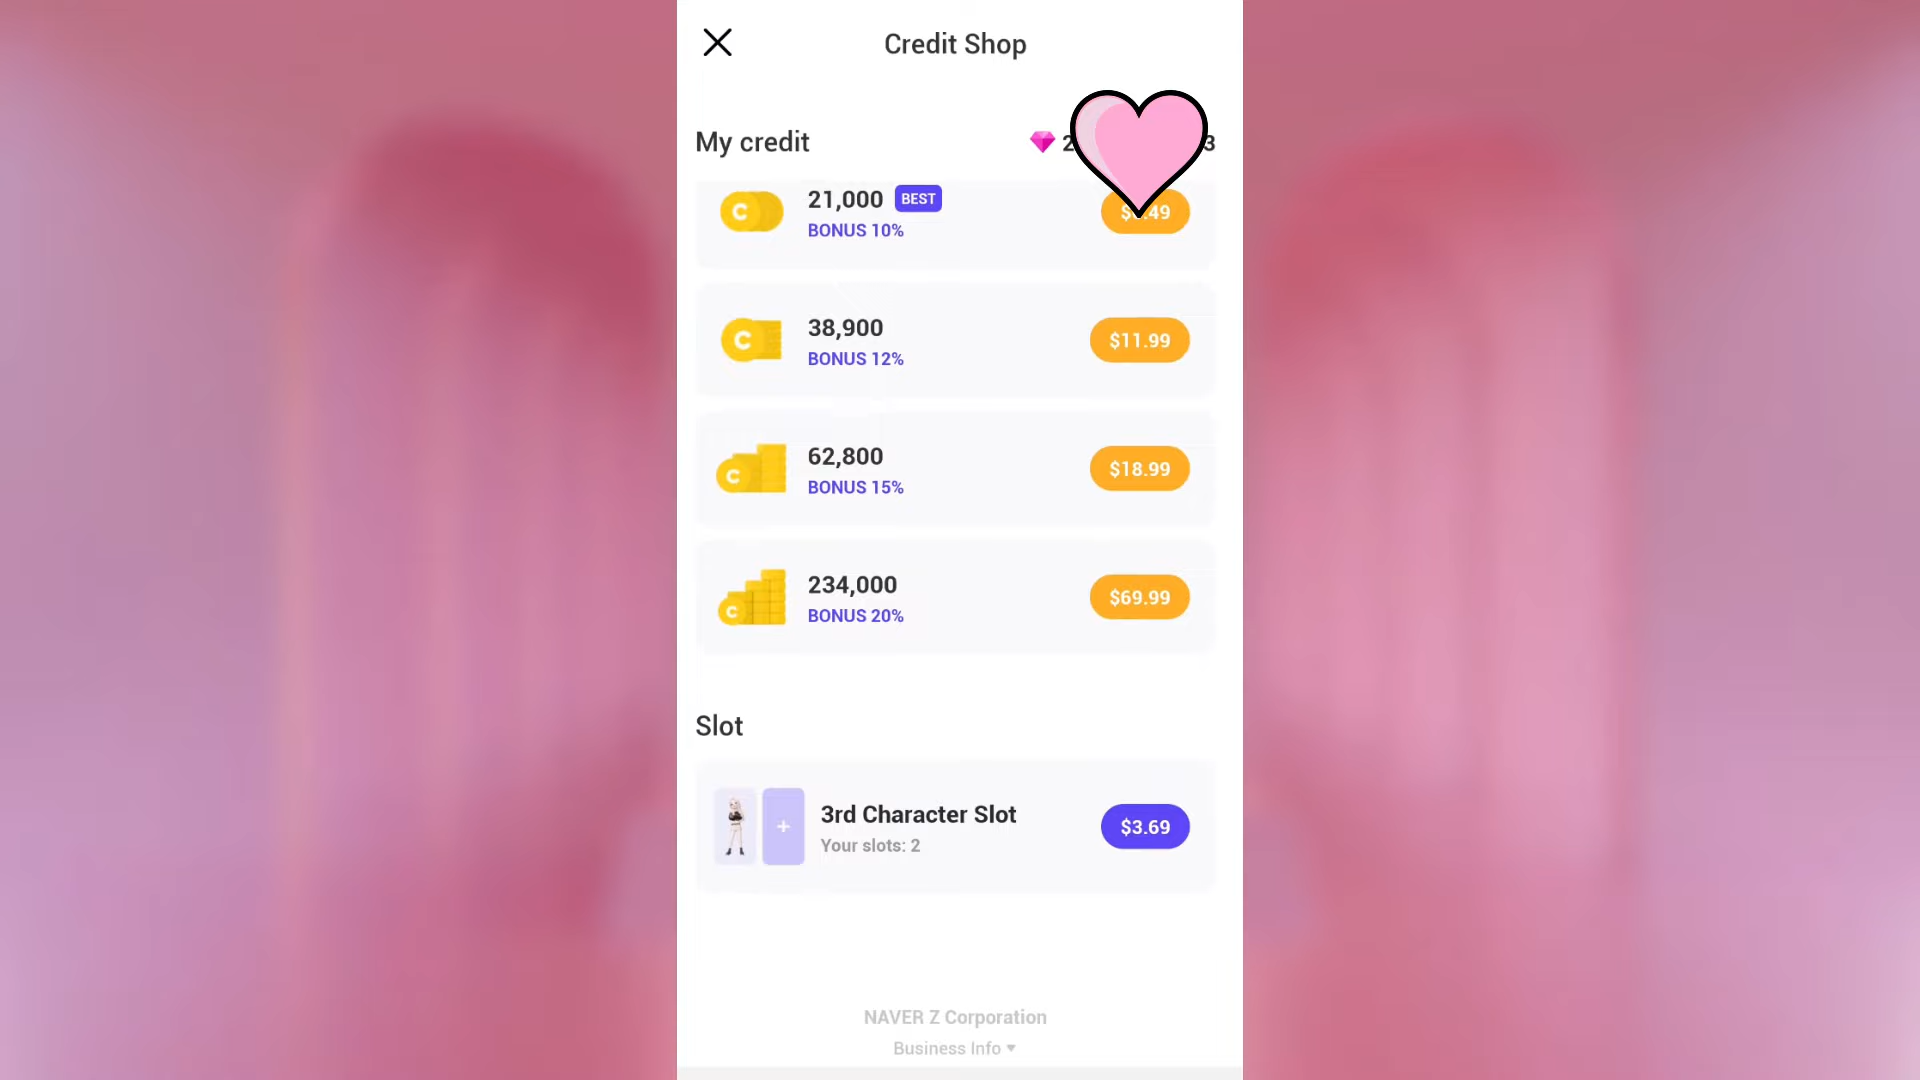 Credit Shop
My credit
21,000 BEST
BONUS 10%
C
38,900
$11.99
BONUS 12%
C
62,800
$18.99
BONUS 15%
C
234,000
$69.99
BONUS 20%
C
Slot
3rd Character Slot
$3.69
Your slots: 2
NAVER Z Corporation
Business Info